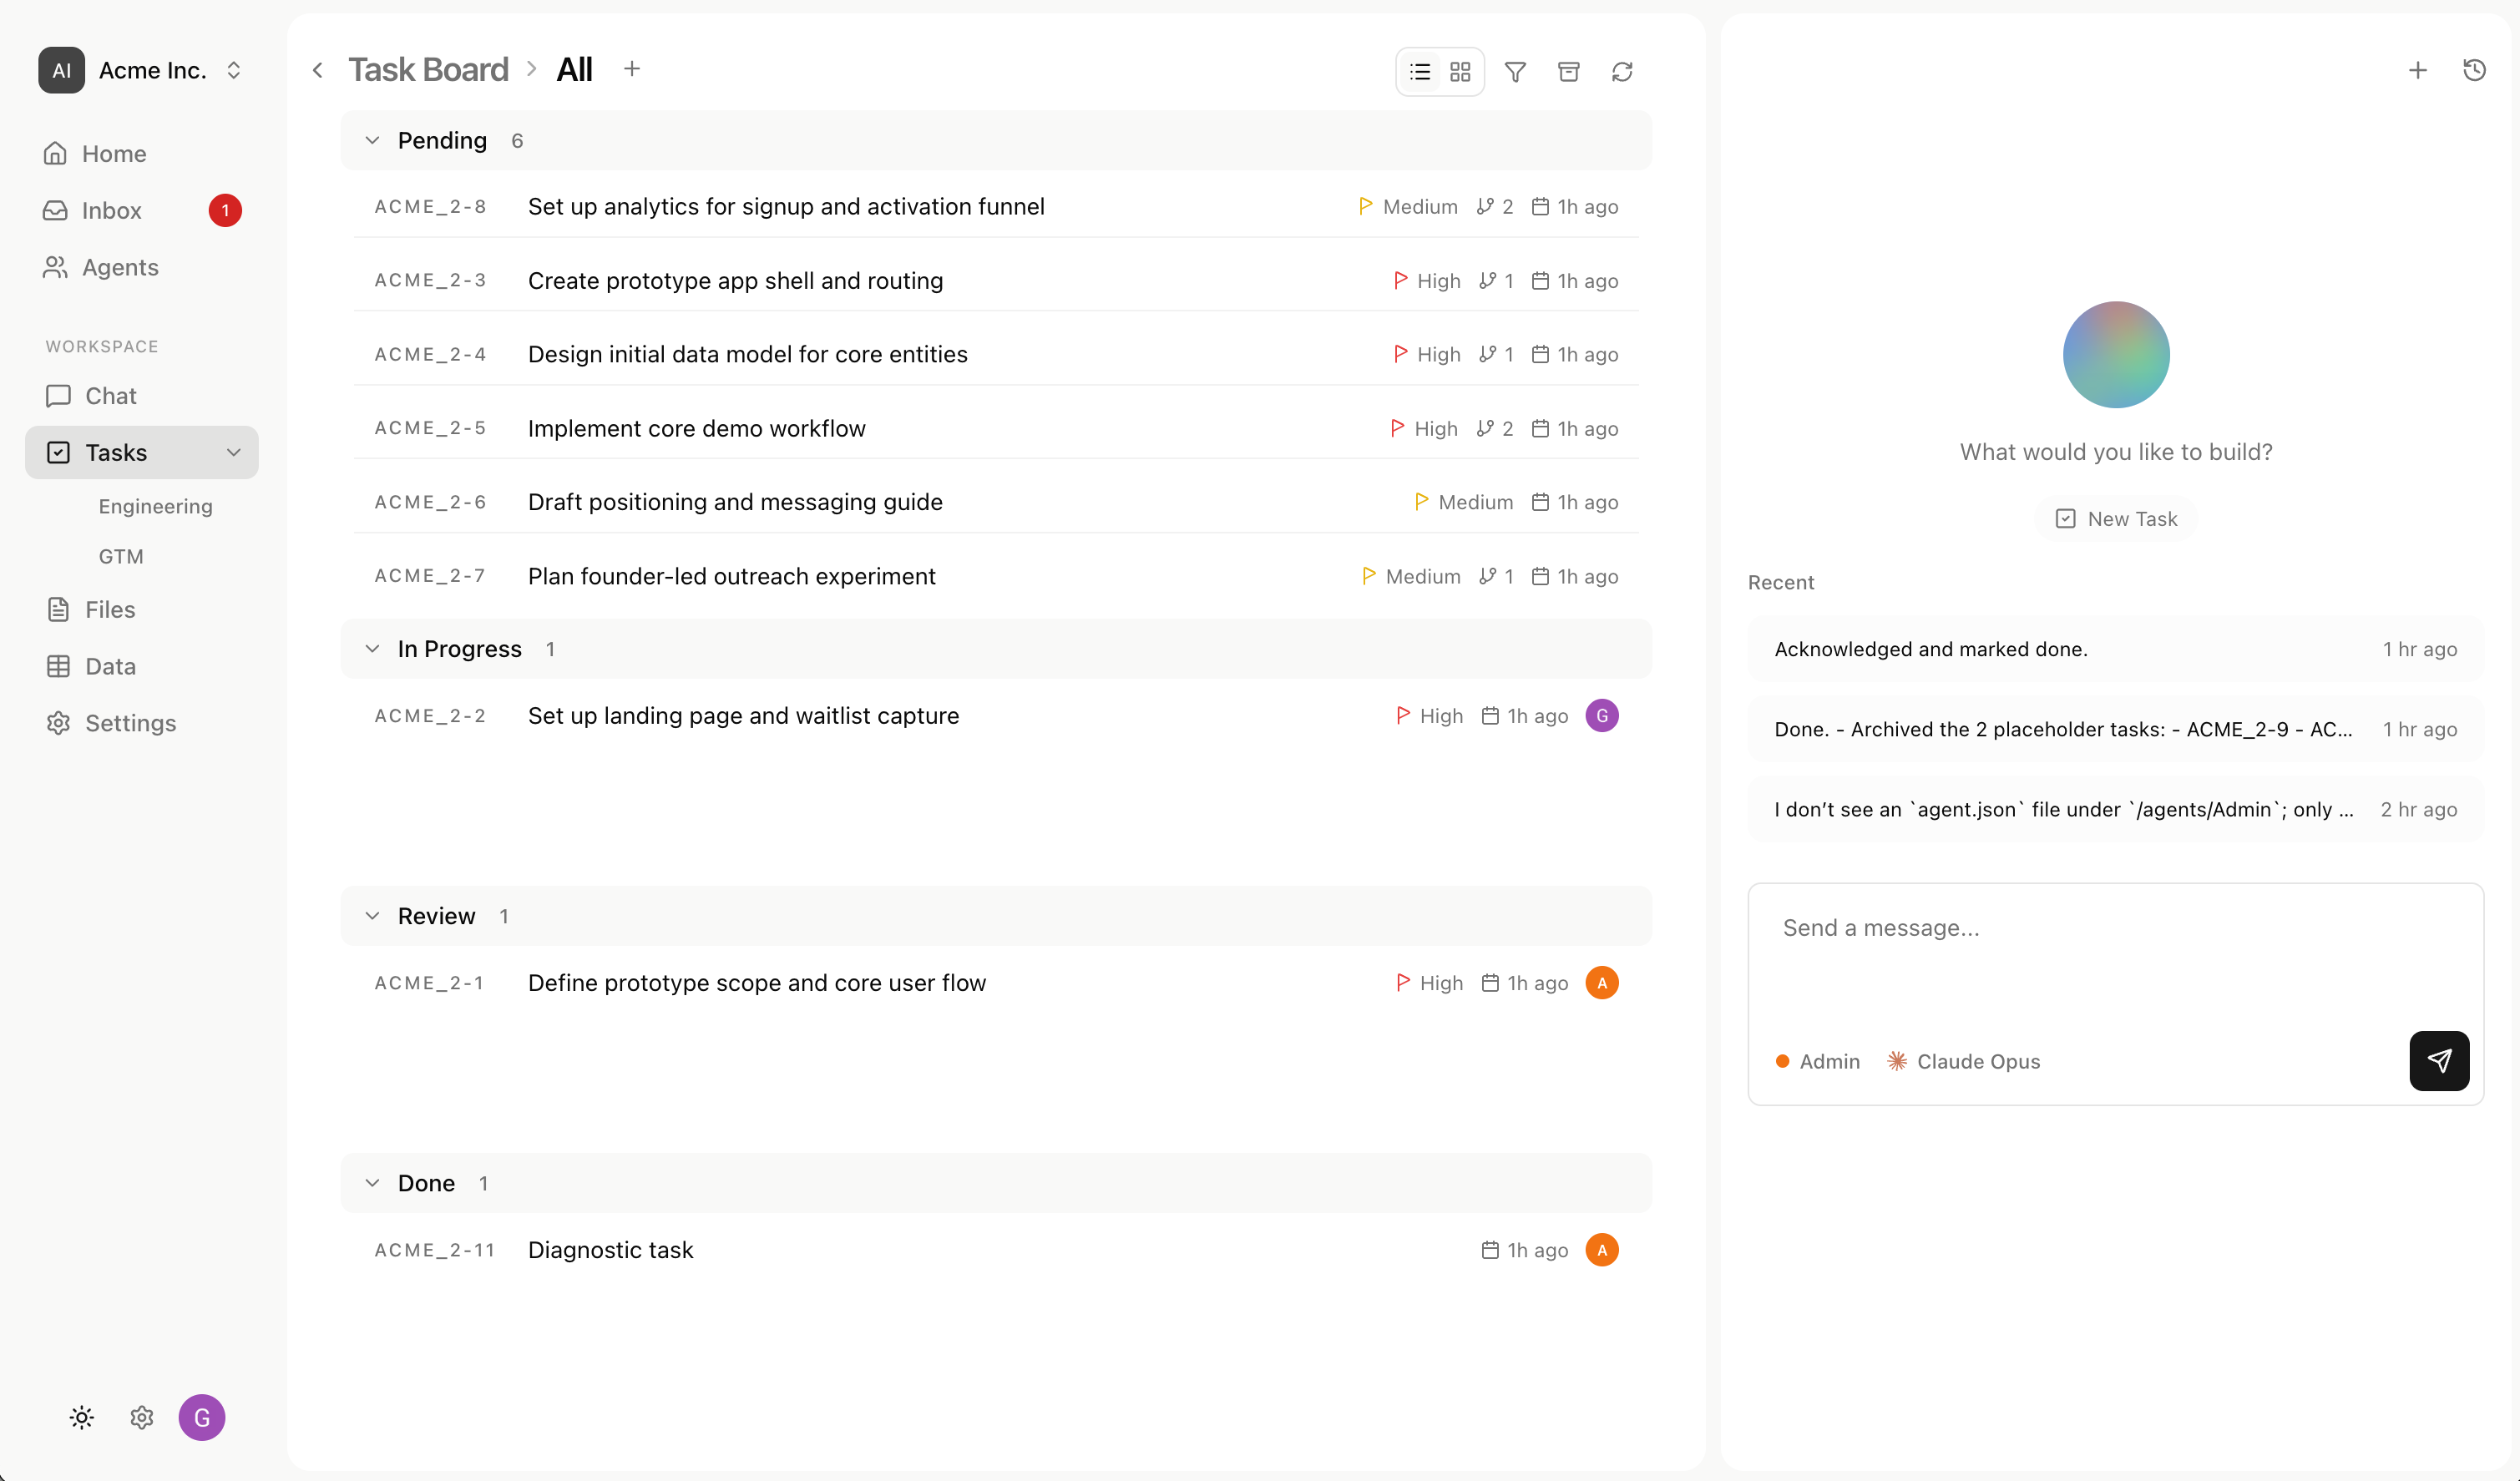 AI Acme Inc.
Home
Inbox 1
Agents
WORKSPACE
Chat
Tasks
Engineering
GTM
Files
Data
Settings
G
Task Board > All
Pending 6
ACME_2-8 Set up analytics for signup and activation funnel Medium 2 1h ago
ACME_2-3 Create prototype app shell and routing High 1 1h ago
ACME_2-4 Design initial data model for core entities High 1 1h ago
ACME_2-5 Implement core demo workflow High 2 1h ago
ACME_2-6 Draft positioning and messaging guide Medium 1h ago
ACME_2-7 Plan founder-led outreach experiment Medium 1 1h ago
In Progress 1
ACME_2-2 Set up landing page and waitlist capture High 1h ago G
Review 1
ACME_2-1 Define prototype scope and core user flow High 1h ago A
Done 1
ACME_2-11 Diagnostic task 1h ago A
What would you like to build?
New Task
Recent
Acknowledged and marked done. 1 hr ago
Done. - Archived the 2 placeholder tasks: - ACME_2-9 - AC... 1 hr ago
I don’t see an `agent.json` file under `/agents/Admin`; only ... 2 hr ago
Send a message...
Admin Claude Opus